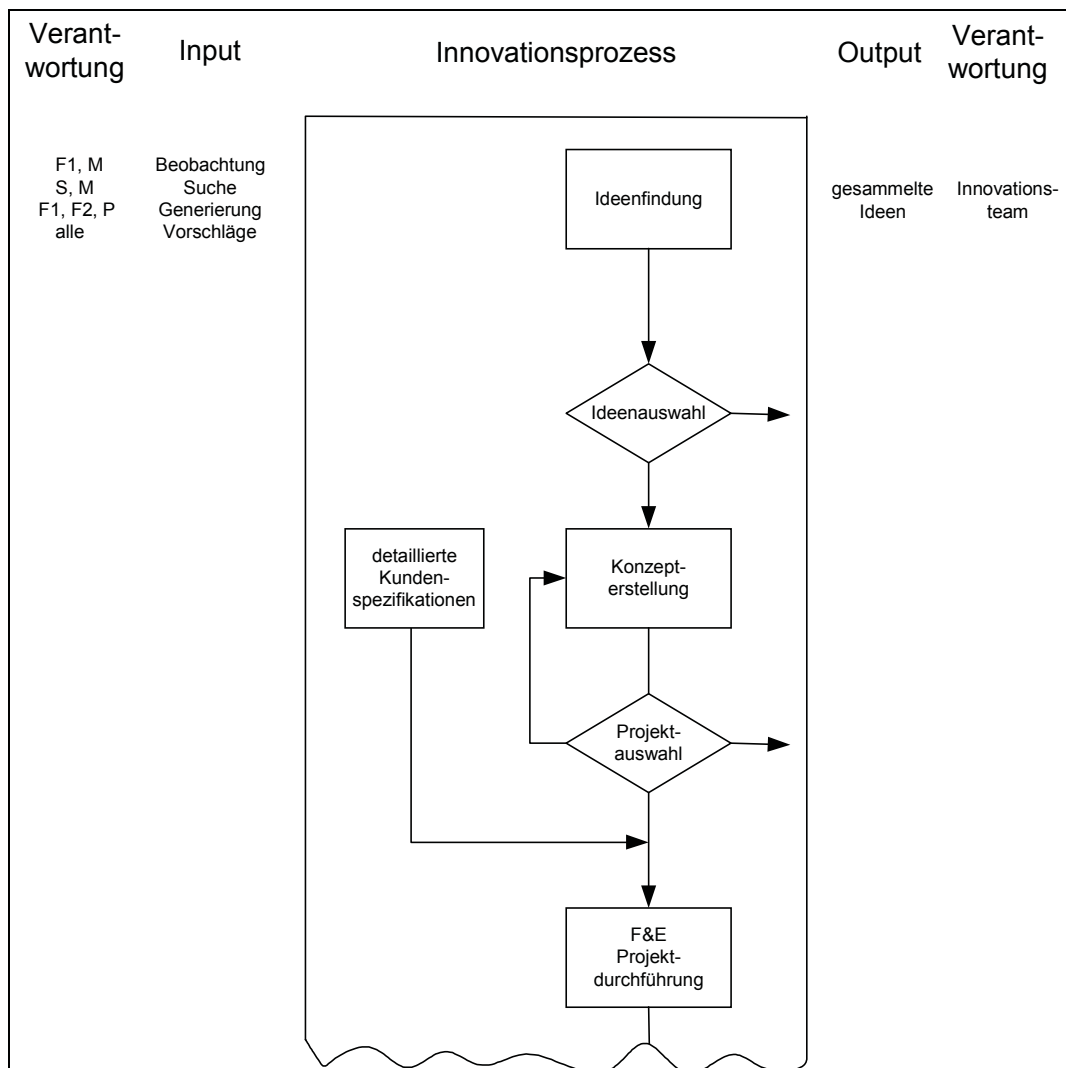 Verant-
wortung
Input
Innovationsprozess
Output
Verant-
wortung
F1, M
Beobachtung
S, M
Suche
F1, F2, P
Generierung
alle
Vorschläge
Ideenfindung
gesammelte
Ideen
Innovations-
team
Ideenauswahl
detaillierte
Kunden-
spezifikationen
Konzept-
erstellung
Projekt-
auswahl
F&E
Projekt-
durchführung